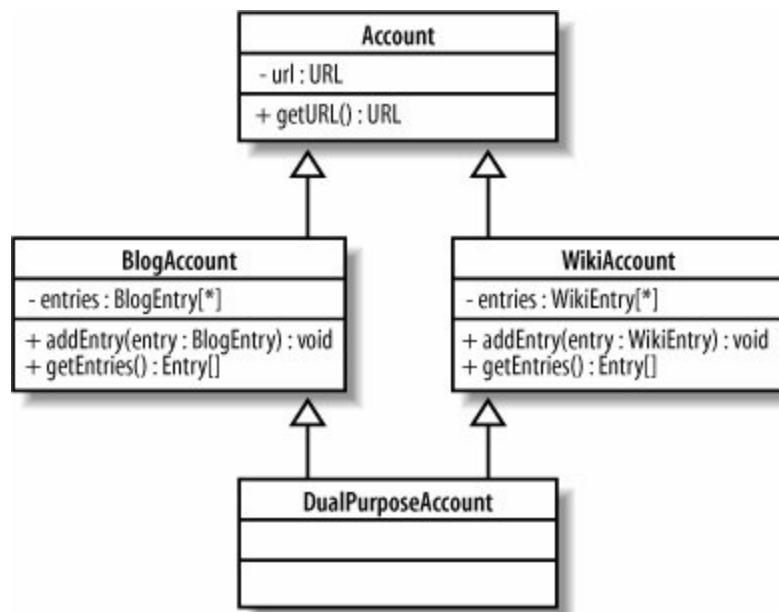 Account
- url : URL
+ getURL() : URL
BlogAccount
- entries : BlogEntry[*]
+ addEntry(entry : BlogEntry) : void
+ getEntries() : Entry[]
WikiAccount
- entries : WikiEntry[*]
+ addEntry(entry : WikiEntry) : void
+ getEntries() : Entry[]
DualPurposeAccount